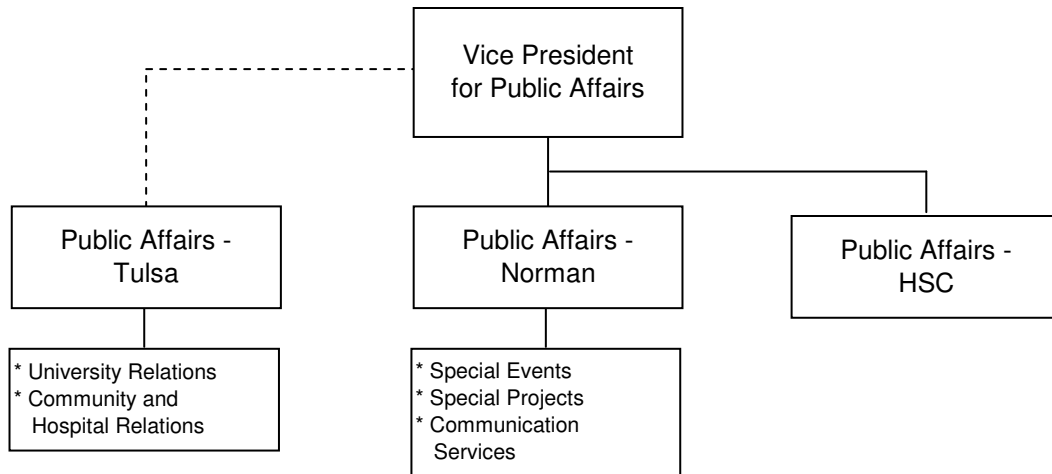 Vice President
for Public Affairs
Public Affairs -
Tulsa
Public Affairs -
Norman
Public Affairs -
HSC
* University Relations
* Community and
Hospital Relations
* Special Events
* Special Projects
* Communication
Services